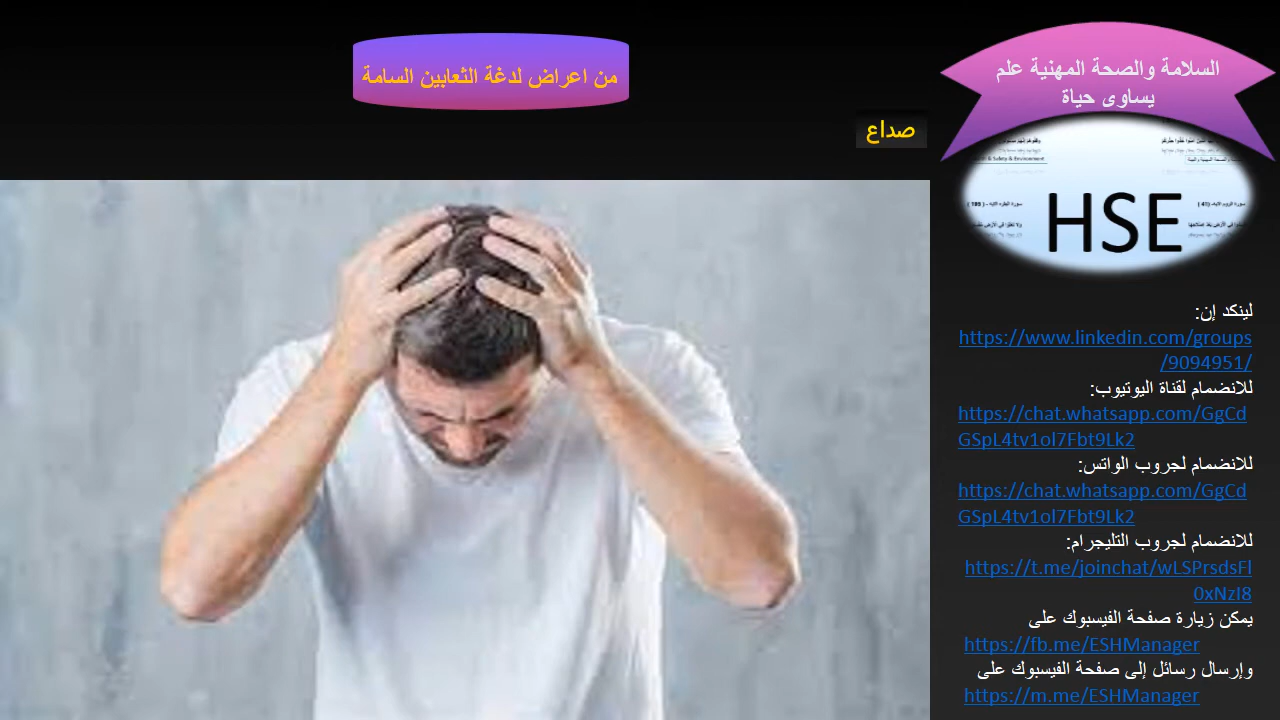 من اعراض لدغة الثعابين السامة
صداع
السلامة والصحة المهنية علم
يساوى حياة
& Safety & Environment
HSE
لينكد إن:
https://www.linkedin.com/groups
/9094951/
للانضمام لقناة اليوتيوب:
https://chat.whatsapp.com/GgCd
GSpL4tv1ol7Fbt9Lk2
للانضمام لجروب الواتس:
https://chat.whatsapp.com/GgCd
GSpL4tv1ol7Fbt9Lk2
للانضمام لجروب التليجرام:
https://t.me/joinchat/wLSPrsdsFl
0xNzI8
يمكن زيارة صفحة الفيسبوك على
https://fb.me/ESHManager
وإرسال رسائل إلى صفحة الفيسبوك على
https://m.me/ESHManager